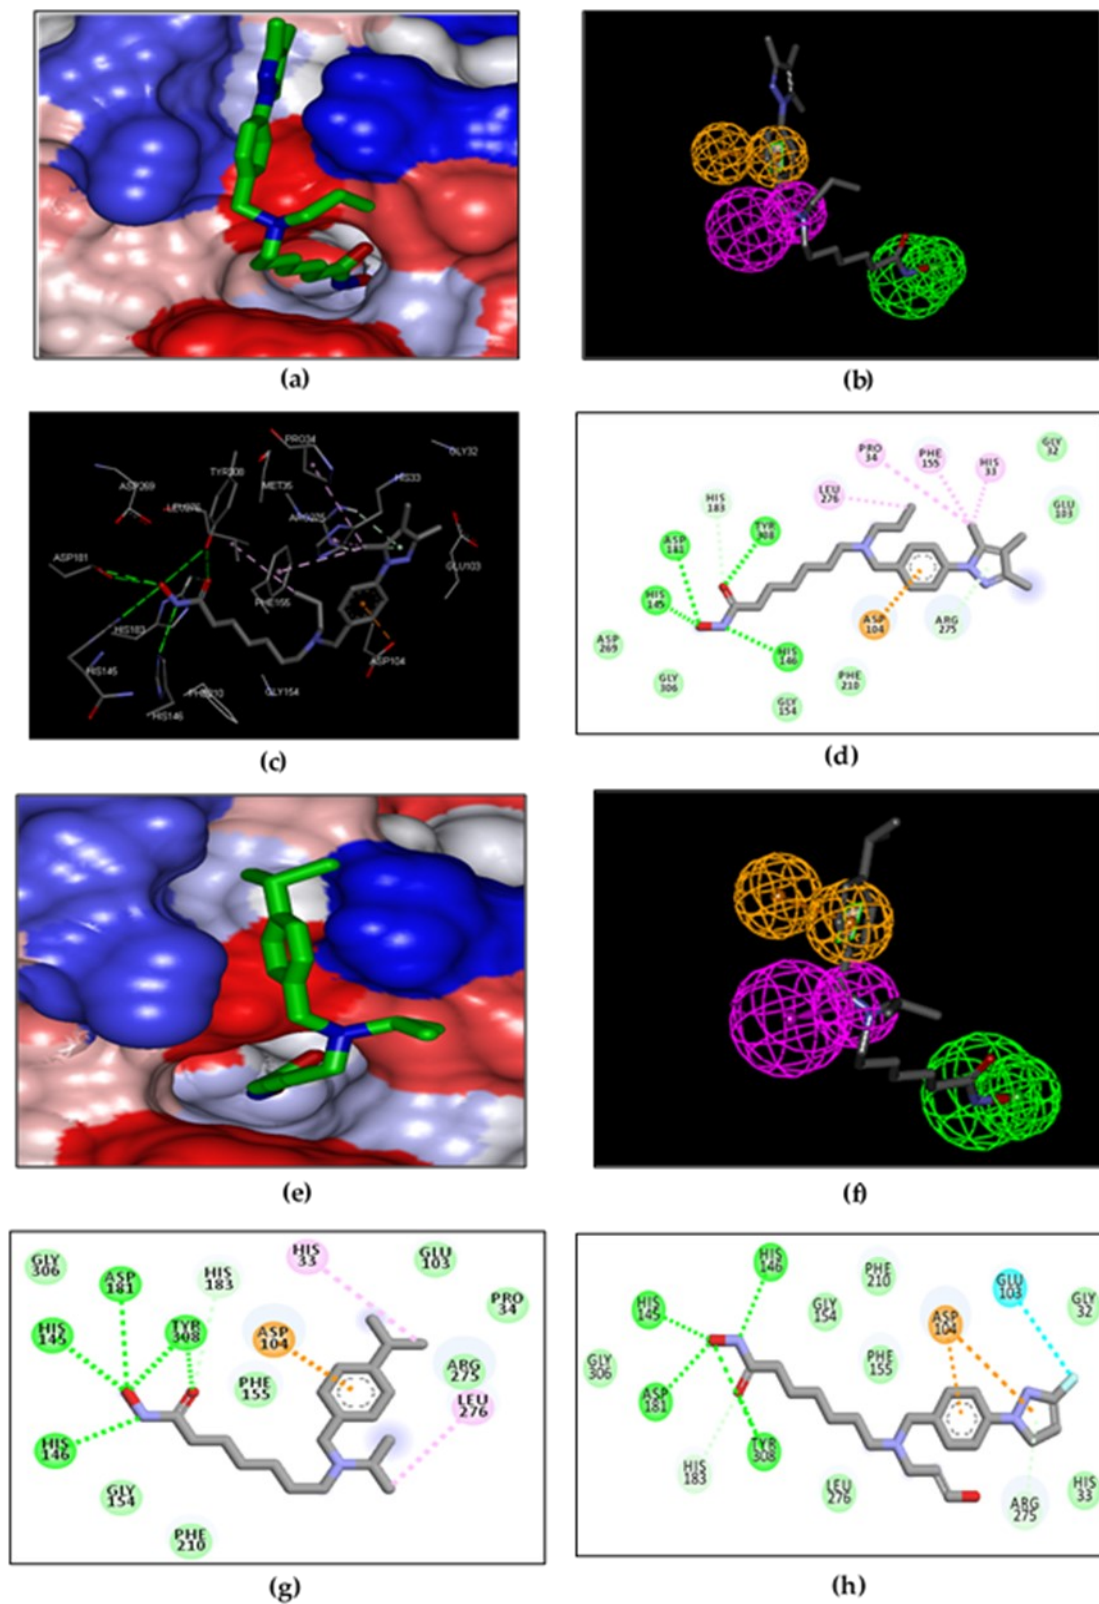 (a)
(b)
PRO34
GLY32
TYR308
MET35
HIS33
ASP269
ARG275
ASP181
GLU103
PHE155
HIS183
ASP104
HIS145
GLY154
HIS146
(c)
PRO
34
PHE
155
HIS
33
GLY
32
LEU
276
HIS
183
GLU
103
TYR
308
ASP
181
HIS
145
ASP
104
ARG
275
ASP
269
HIS
146
GLY
306
PHE
210
GLY
154
(d)
(e)
(f)
GLY
306
ASP
181
HIS
183
HIS
33
GLU
103
PRO
34
HIS
145
TYR
308
ASP
104
PHE
155
ARG
275
LEU
276
HIS
146
GLY
154
PHE
210
(g)
HIS
146
PHE
210
GLU
103
HIS
145
GLY
154
ASP
104
GLY
32
GLY
306
PHE
155
ASP
181
TYR
308
HIS
183
LEU
276
ARG
275
HIS
33
(h)